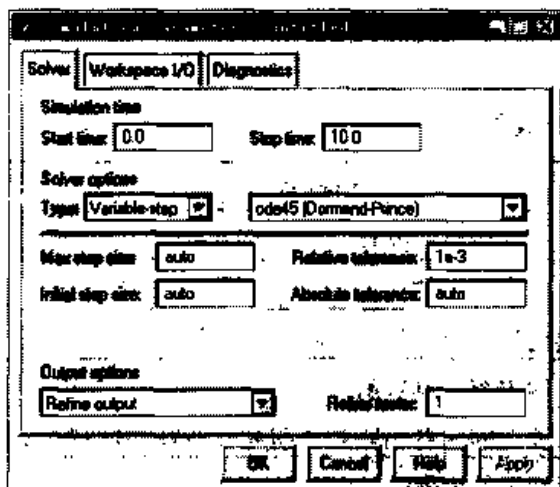 Solver Workspace I/O Diagnostics
Simulation time
Start time: 0.0 Stop time: 10.0
Solver options
Type: Variable-step ode45 (Dormand-Prince)
Max step size: auto Relative tolerance: 1e-3
Initial step size: auto Absolute tolerance: auto
Output options
Refine output Refine factor: 1
OK Cancel Help Apply